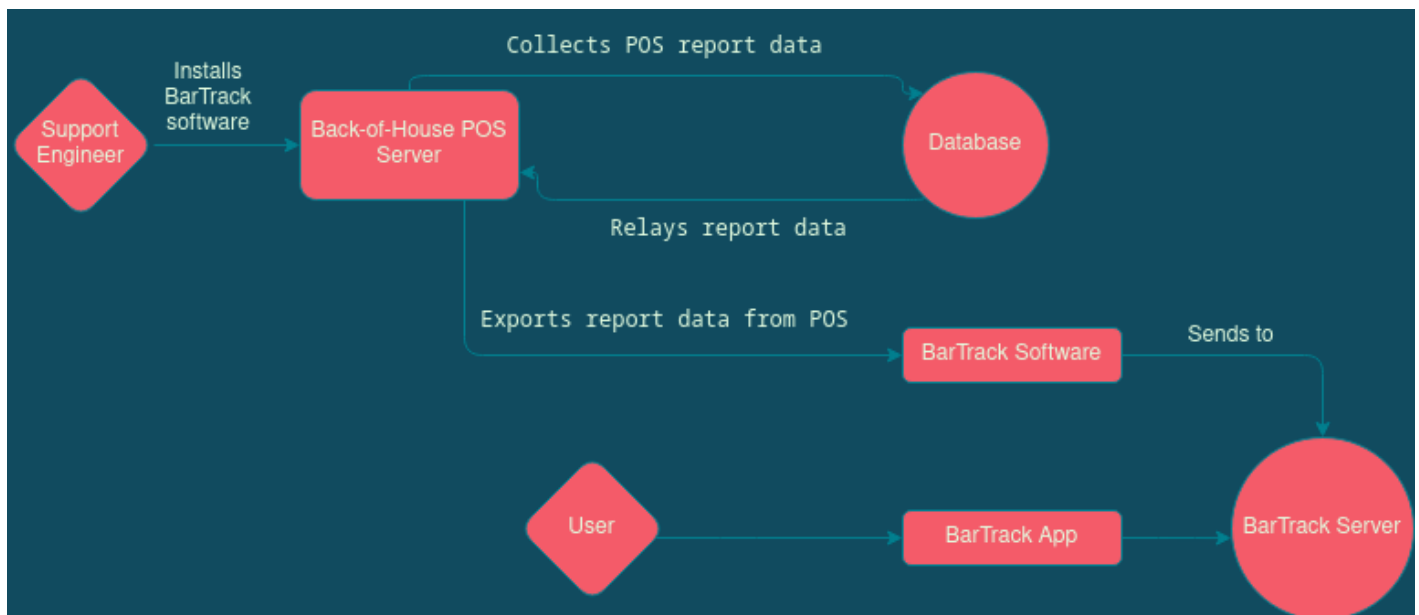 Collects POS report data
Installs
BarTrack
software
Support
Engineer
Back-of-House POS
Server
Database
Relays report data
Exports report data from POS
BarTrack Software
Sends to
User
BarTrack App
BarTrack Server